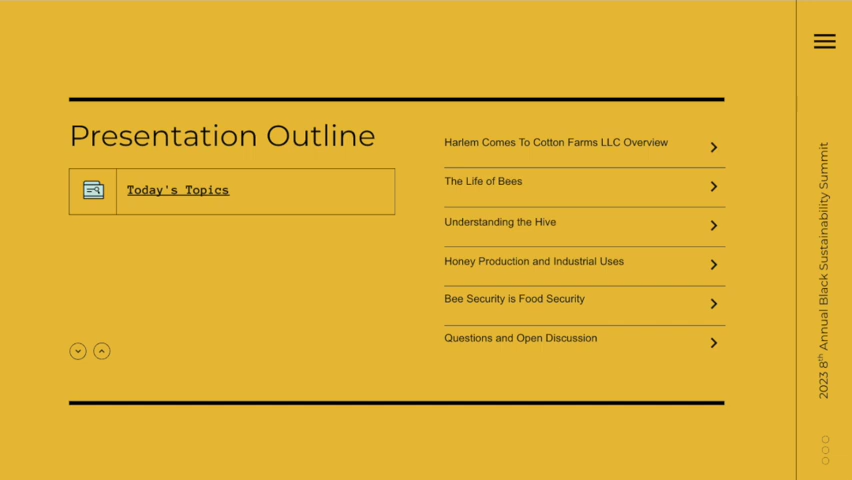 Presentation Outline
Today's Topics
Harlem Comes To Cotton Farms LLC Overview
The Life of Bees
Understanding the Hive
Honey Production and Industrial Uses
Bee Security is Food Security
Questions and Open Discussion
2023 8th Annual Black Sustainability Summit